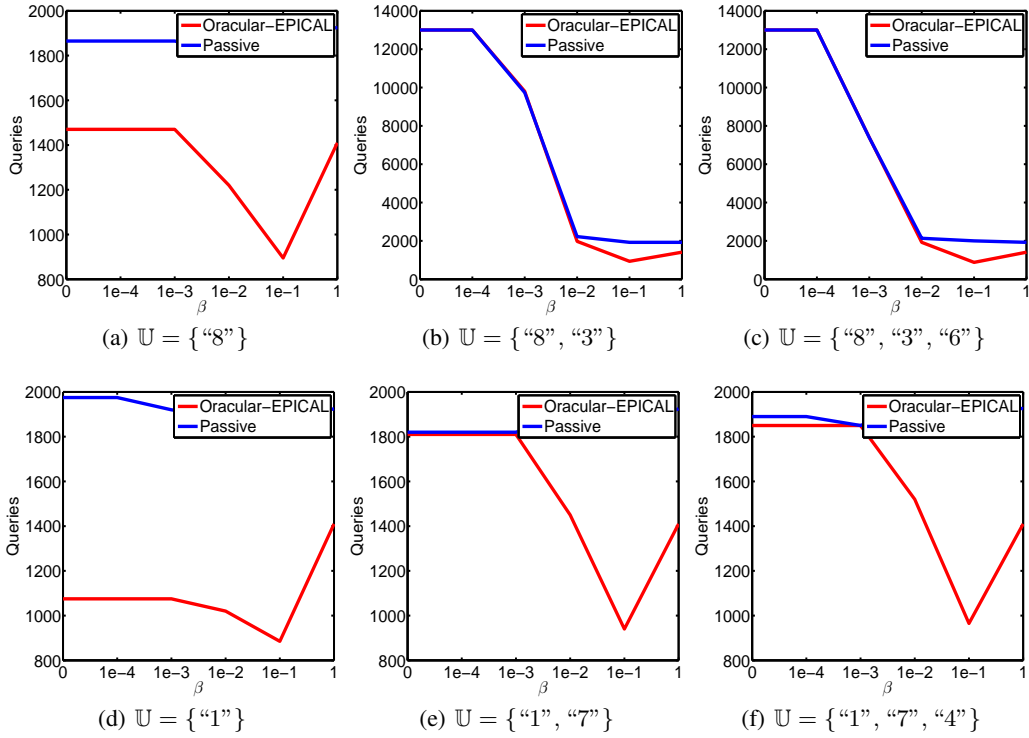 2000
1800
1600
1400
1200
1000
800
Queries
0 1e−4 1e−3 1e−2 1e−1 1
β
Oracular−EPICAL
Passive
(a) 𝕌 = {“8”}
14000
12000
10000
8000
6000
4000
2000
0
Queries
0 1e−4 1e−3 1e−2 1e−1 1
β
Oracular−EPICAL
Passive
(b) 𝕌 = {“8”, “3”}
14000
12000
10000
8000
6000
4000
2000
0
Queries
0 1e−4 1e−3 1e−2 1e−1 1
β
Oracular−EPICAL
Passive
(c) 𝕌 = {“8”, “3”, “6”}
2000
1800
1600
1400
1200
1000
800
Queries
0 1e−4 1e−3 1e−2 1e−1 1
β
Oracular−EPICAL
Passive
(d) 𝕌 = {“1”}
2000
1800
1600
1400
1200
1000
800
Queries
0 1e−4 1e−3 1e−2 1e−1 1
β
Oracular−EPICAL
Passive
(e) 𝕌 = {“1”, “7”}
2000
1800
1600
1400
1200
1000
800
Queries
0 1e−4 1e−3 1e−2 1e−1 1
β
Oracular−EPICAL
Passive
(f) 𝕌 = {“1”, “7”, “4”}